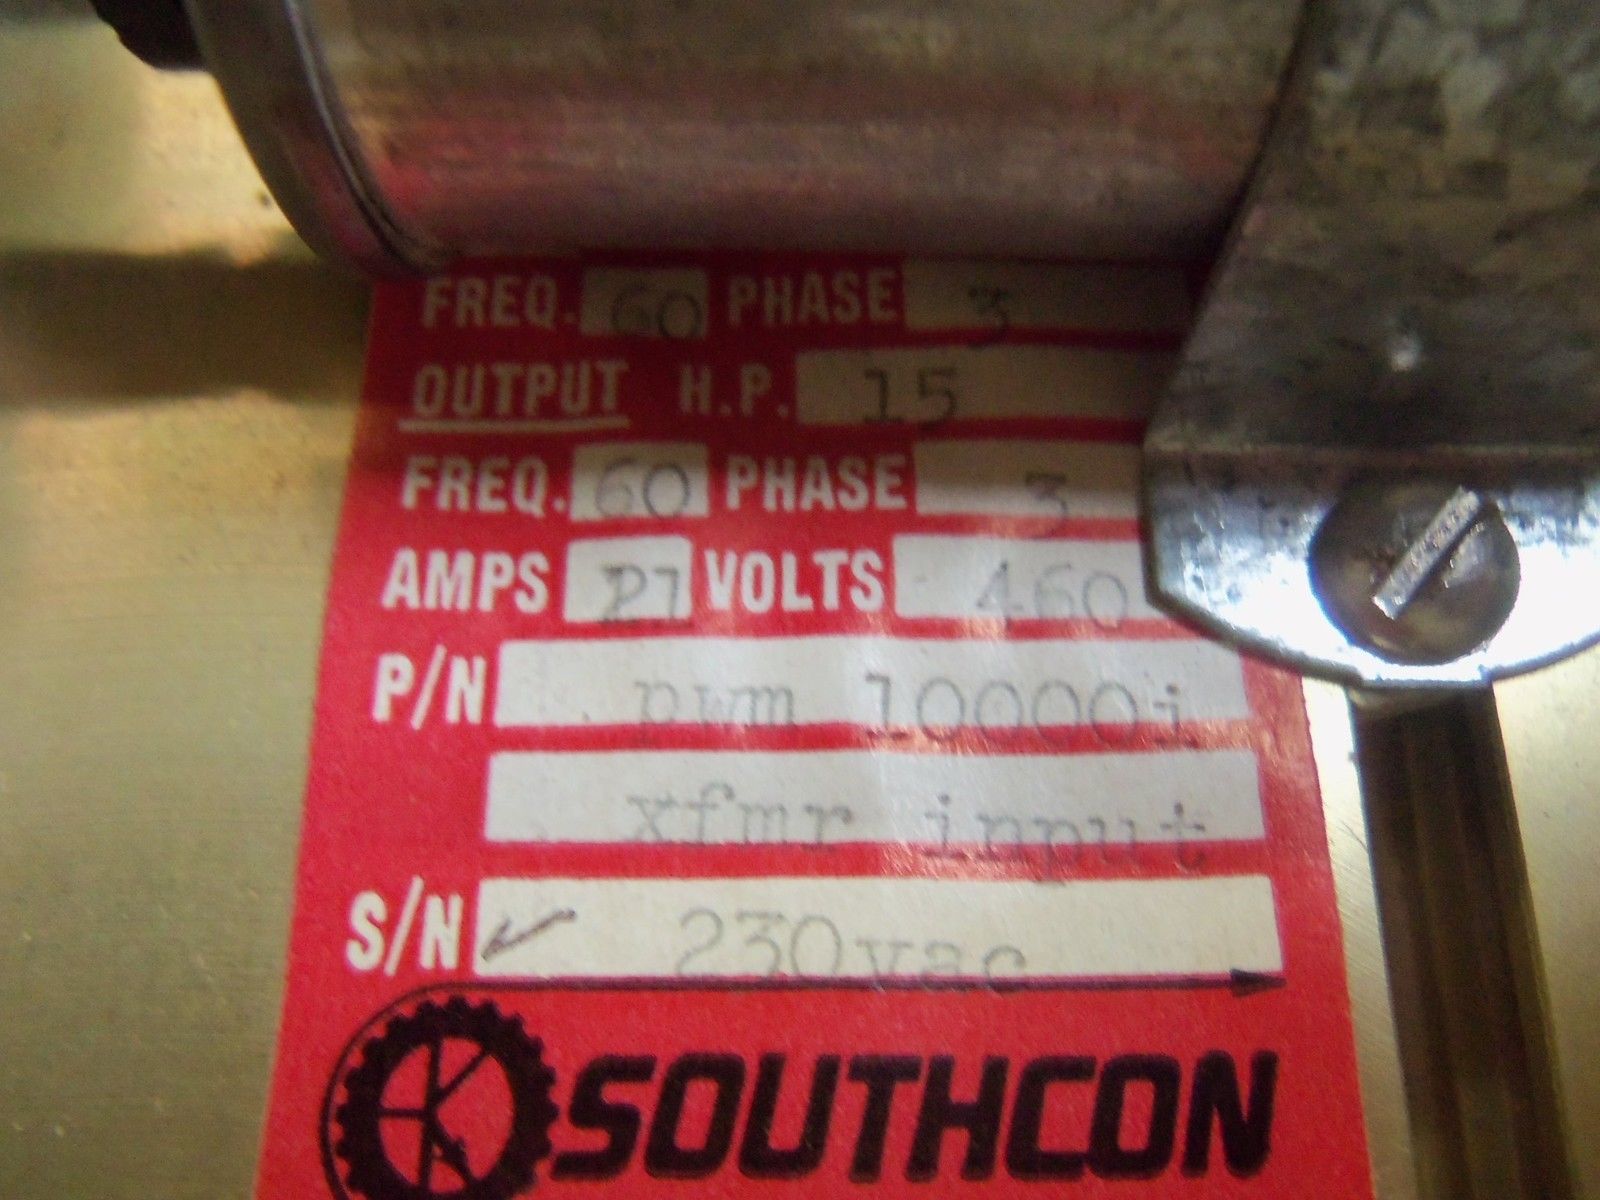 FREQ. 60 PHASE 3
OUTPUT H.P. 15
FREQ. 60 PHASE 3
AMPS 21 VOLTS 460
P/N pwm 10000i
xfmr input
S/N 230vac
SOUTHCON